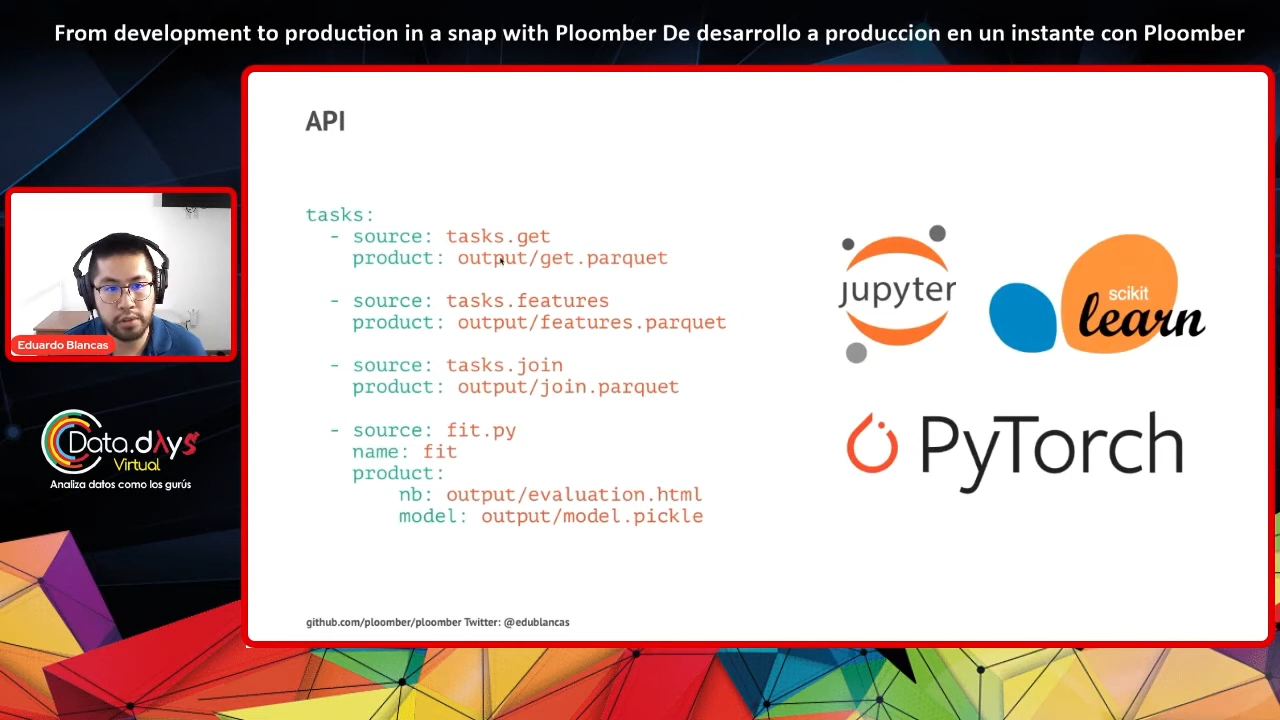 From development to production in a snap with Ploomber De desarrollo a produccion en un instante con Ploomber
API
tasks:
- source: tasks.get
product: output/get.parquet
- source: tasks.features
product: output/features.parquet
- source: tasks.join
product: output/join.parquet
- source: fit.py
name: fit
product:
nb: output/evaluation.html
model: output/model.pickle
jupyter
scikit
learn
PyTorch
github.com/ploomber/ploomber Twitter: @edublancas
Eduardo Blancas
Data.dλys
Virtual
Analiza datos como los gurús